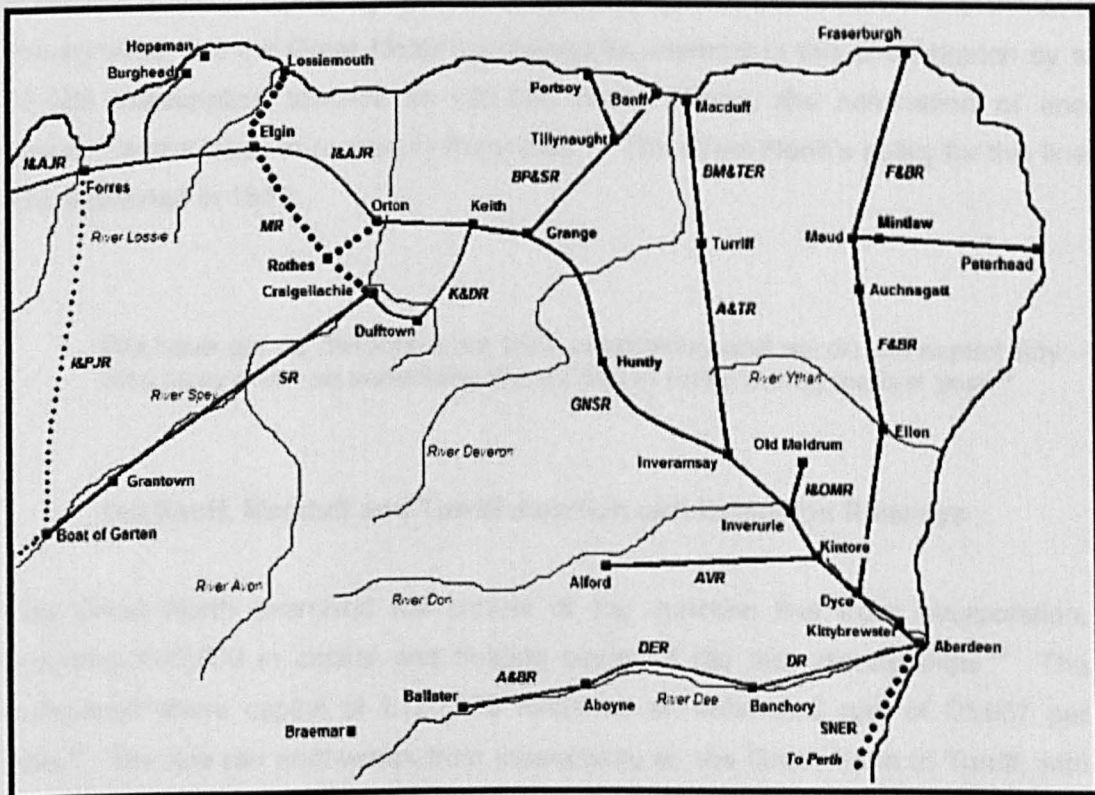 Hopeman
Fraserburgh
Burghead
Lossiemouth
Portsoy
Banff
Macduff
Elgin
Tillynaught
I&AJR
I&AJR
BP&SR
BM&TER
F&BR
Forres
MR
Orton
Keith
Grange
Turriff
Maud
Mintlaw
Peterhead
River Lossie
Rothes
Craigellachie
K&DR
Dufftown
A&TR
Auchnagatt
I&PJR
SR
Huntly
River Ythan
F&BR
River Spey
GNSR
Ellon
River Deveron
Old Meldrum
Inveramsay
Grantown
I&OMR
Inverurie
Boat of Garten
Kintore
River Avon
River Don
Alford
AVR
Dyce
Kittybrewster
Aberdeen
DER
DR
A&BR
Ballater
Aboyne
River Dee
Banchory
Braemar
SNER
To Perth